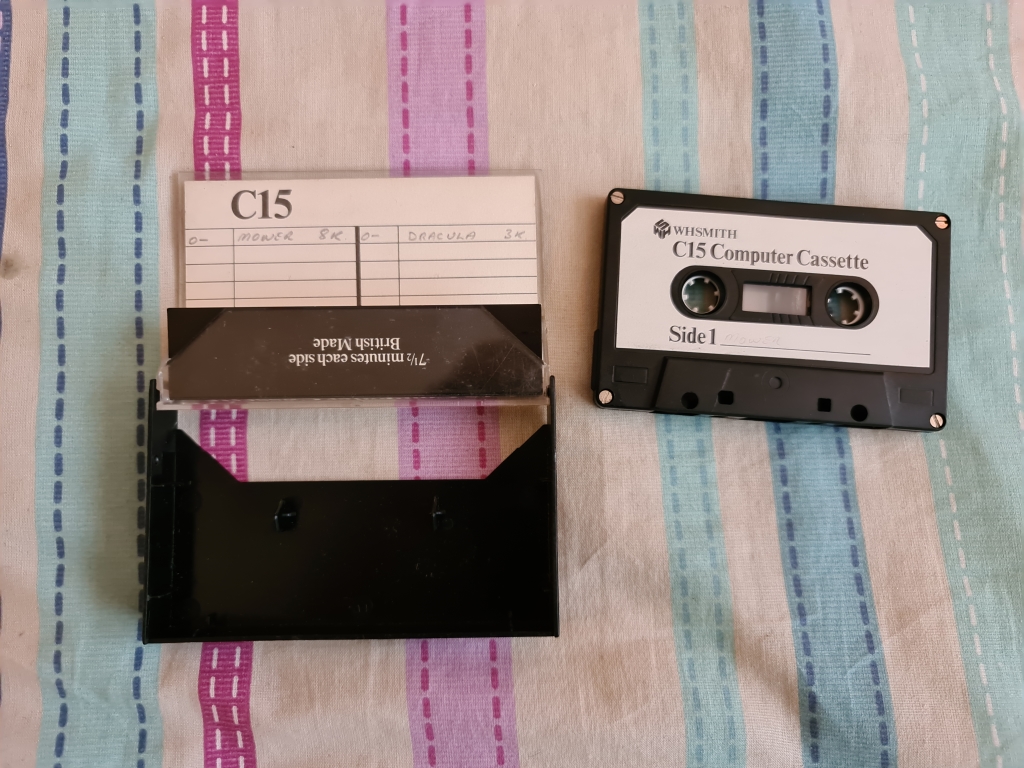 C15
0- MOWER 8K 0- DRACULA 3K
7½ minutes each side
British Made
WHSMITH
C15 Computer Cassette
Side 1